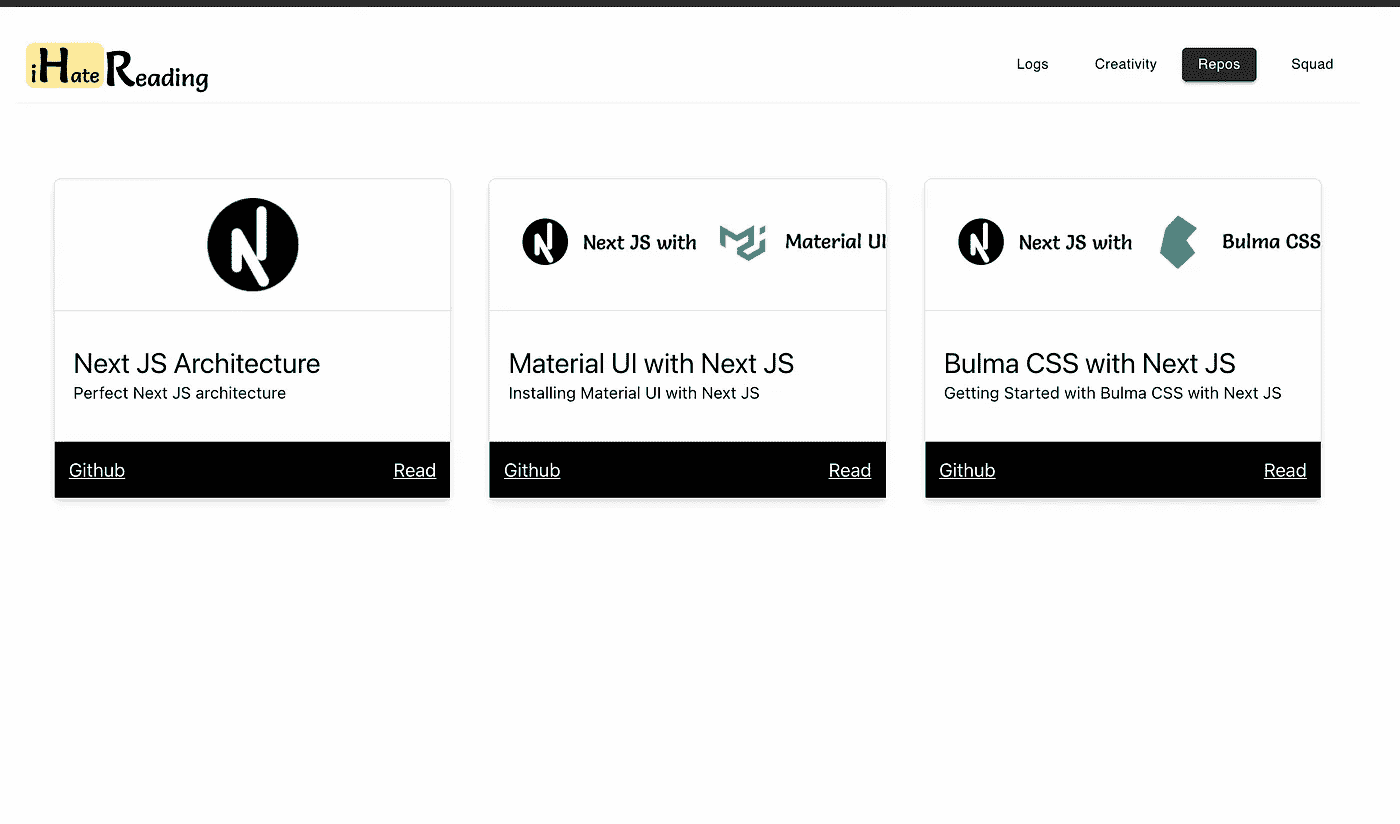 iHate Reading
Logs Creativity Repos Squad
Next JS with Material UI
Next JS with Bulma CSS
Next JS Architecture
Perfect Next JS architecture
Material UI with Next JS
Installing Material UI with Next JS
Bulma CSS with Next JS
Getting Started with Bulma CSS with Next JS
Github Read
Github Read
Github Read